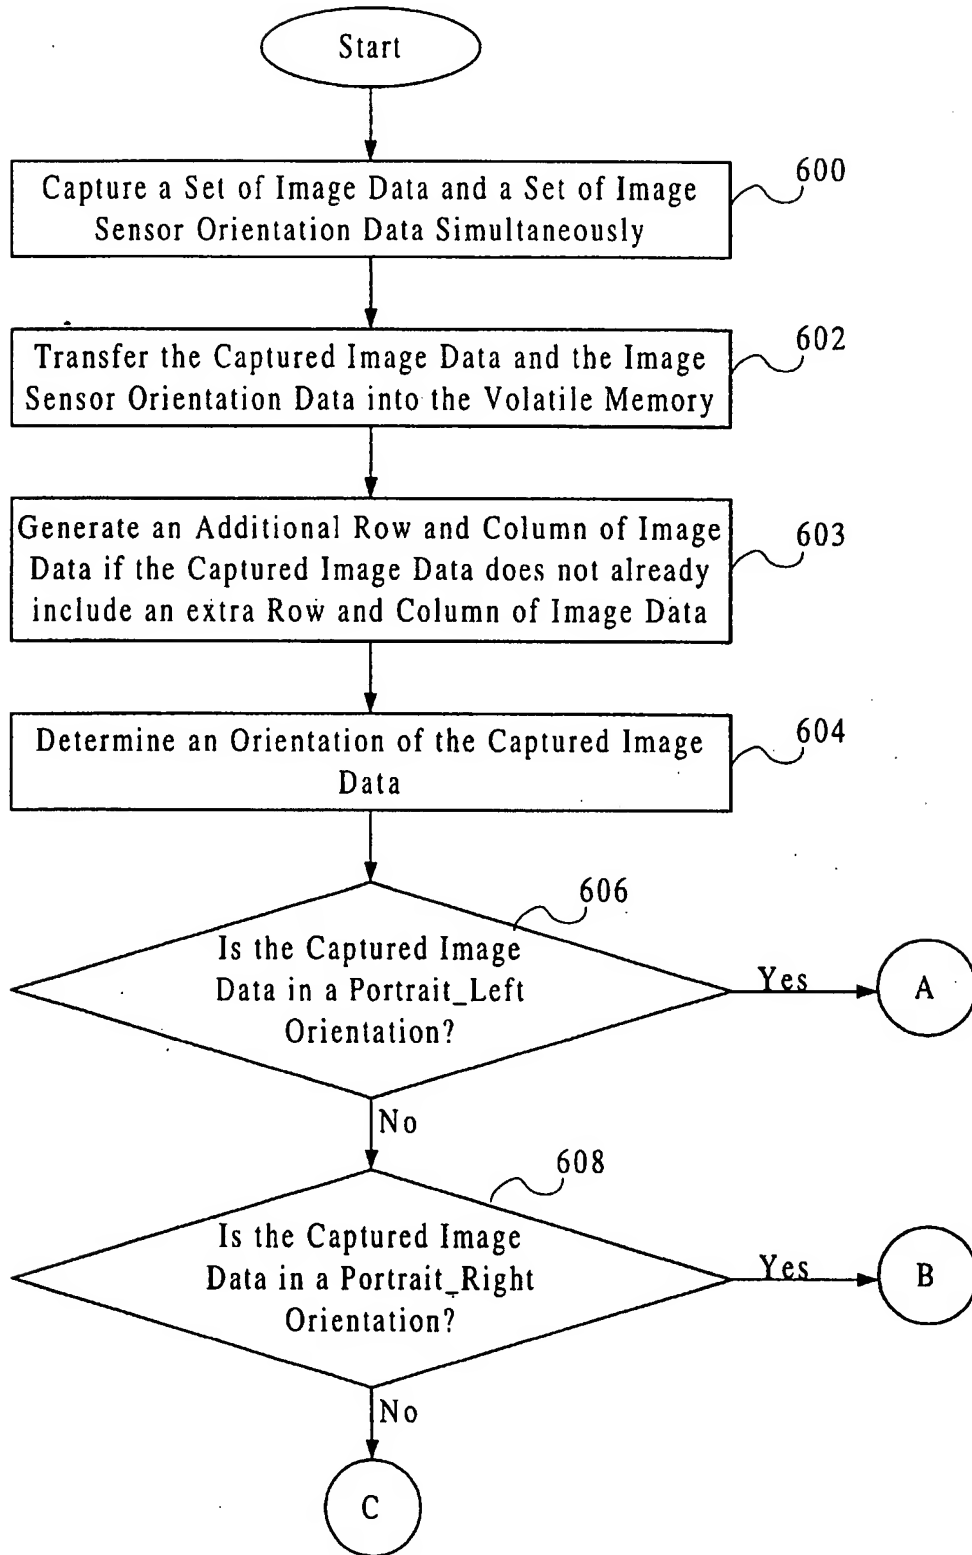 Start
Capture a Set of Image Data and a Set of Image
Sensor Orientation Data Simultaneously
600
Transfer the Captured Image Data and the Image
Sensor Orientation Data into the Volatile Memory
602
Generate an Additional Row and Column of Image
Data if the Captured Image Data does not already
include an extra Row and Column of Image Data
603
Determine an Orientation of the Captured Image
Data
604
606
Is the Captured Image
Data in a Portrait_Left
Orientation?
Yes
A
No
608
Is the Captured Image
Data in a Portrait_Right
Orientation?
Yes
B
No
C